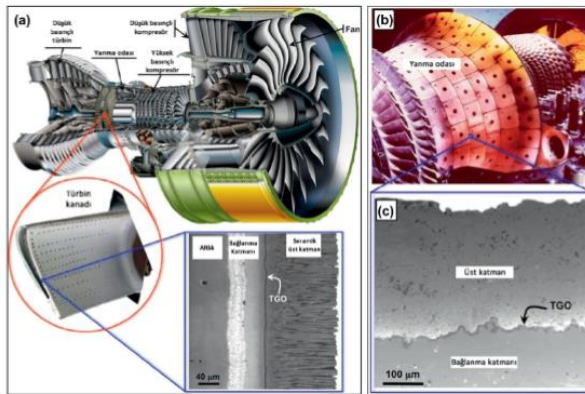 (a)
Düşük
basınçlı
türbin
Yanma odası
Yüksek
basınçlı
kompresör
Düşük
basınçlı
kompresör
Fan
Türbin
kanadı
Altlık
Bağlanma
katmanı
Seramik
üst katman
TGO
40 µm
(b)
Yanma odası
(c)
Üst katman
TGO
Bağlanma katmanı
100 µm